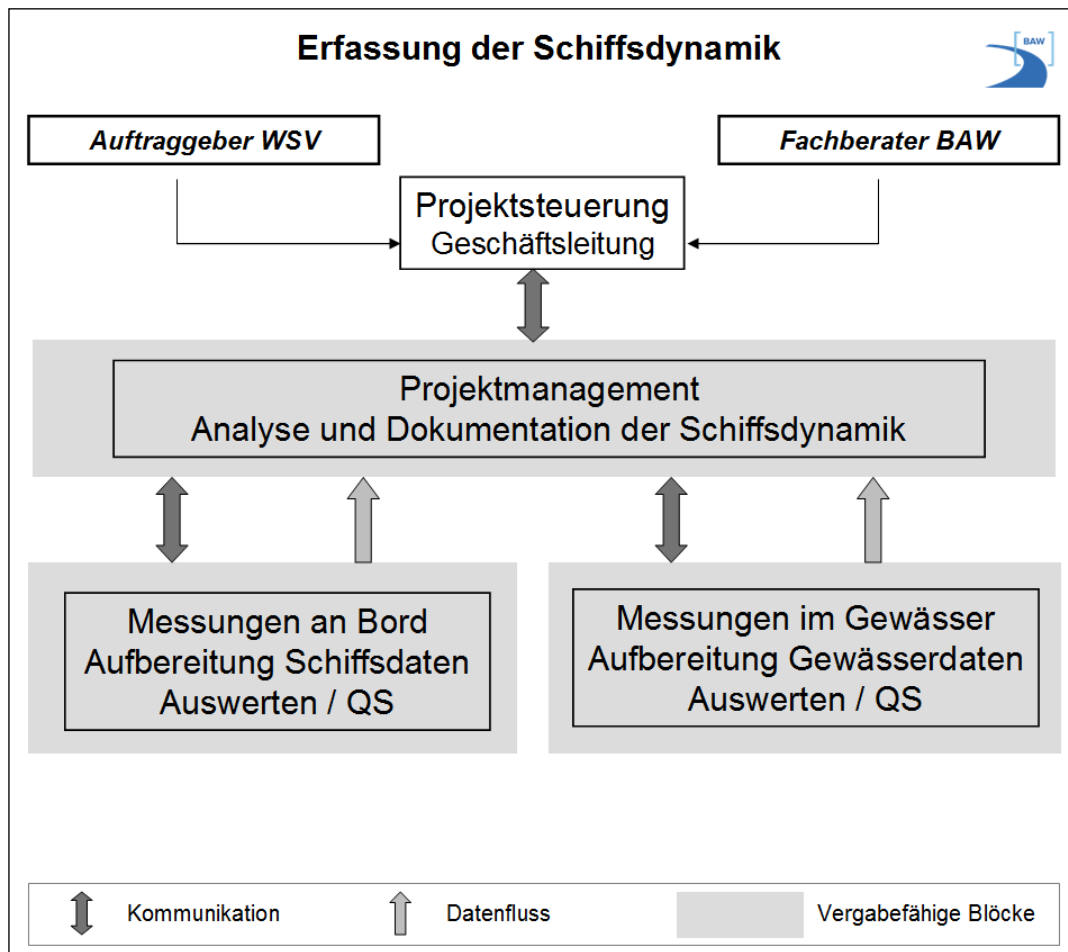 Erfassung der Schiffsdynamik
BAW
Auftraggeber WSV
Fachberater BAW
Projektsteuerung
Geschäftsleitung
Projektmanagement
Analyse und Dokumentation der Schiffsdynamik
Messungen an Bord
Aufbereitung Schiffsdaten
Auswerten / QS
Messungen im Gewässer
Aufbereitung Gewässerdaten
Auswerten / QS
Kommunikation
Datenfluss
Vergabefähige Blöcke